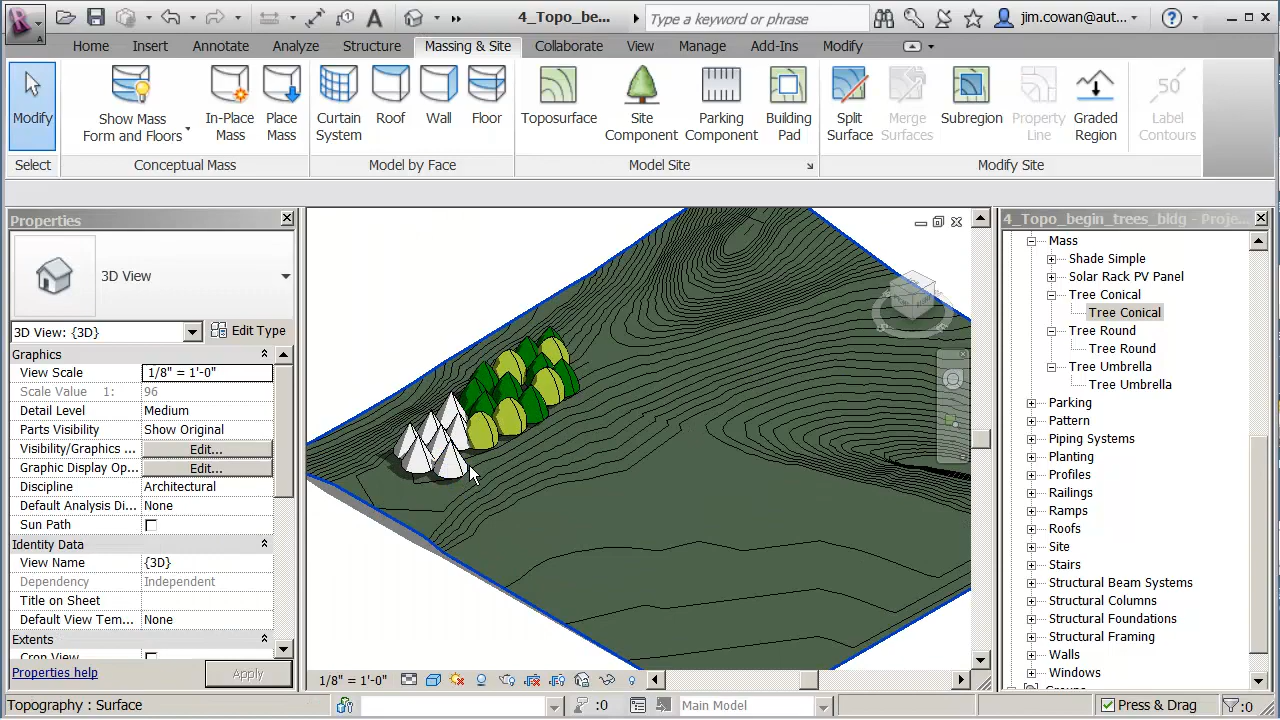 4_Topo_be...
Type a keyword or phrase
jim.cowan@aut...
Home Insert Annotate Analyze Structure Massing & Site Collaborate View Manage Add-Ins Modify
Modify
Show Mass
Form and Floors
In-Place
Mass
Place
Mass
Curtain
System
Roof
Wall
Floor
Toposurface
Site
Component
Parking
Component
Building
Pad
Split
Surface
Merge
Surfaces
Subregion
Property
Line
Graded
Region
50
Label
Contours
Select Conceptual Mass Model by Face Model Site Modify Site
Properties
3D View
3D View: {3D}
Edit Type
Graphics
View Scale 1/8" = 1'-0"
Scale Value 1: 96
Detail Level Medium
Parts Visibility Show Original
Visibility/Graphics ... Edit...
Graphic Display Op... Edit...
Discipline Architectural
Default Analysis Di... None
Sun Path
Identity Data
View Name {3D}
Dependency Independent
Title on Sheet
Default View Tem... None
Extents
Crop View
Properties help
Apply
1/8" = 1'-0"
4_Topo_begin_trees_bldg - Proje...
Mass
Shade Simple
Solar Rack PV Panel
Tree Conical
Tree Conical
Tree Round
Tree Round
Tree Umbrella
Tree Umbrella
Parking
Pattern
Piping Systems
Planting
Profiles
Railings
Ramps
Roofs
Site
Stairs
Structural Beam Systems
Structural Columns
Structural Foundations
Structural Framing
Walls
Windows
Groups
Topography : Surface
:0
Main Model
Press & Drag
:0